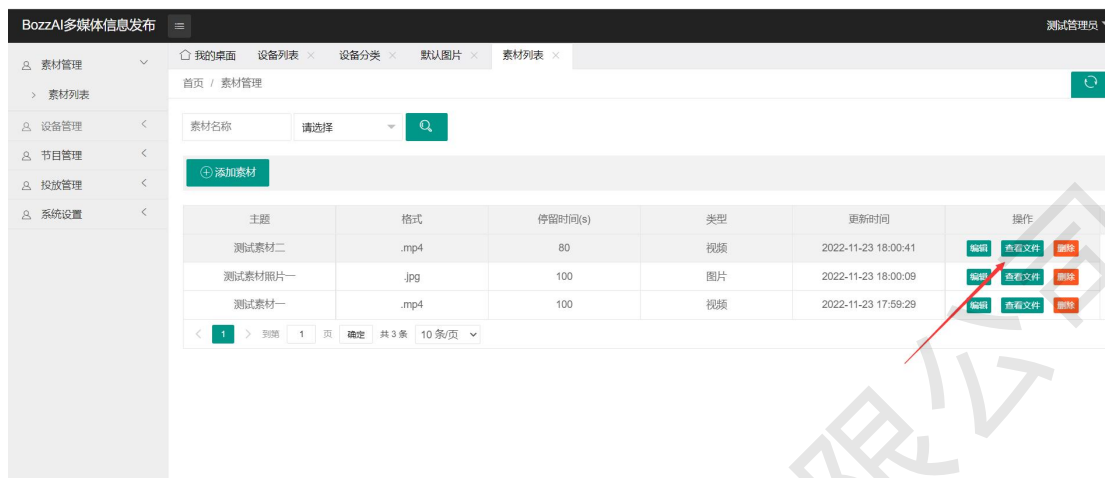 BozzAI多媒体信息发布
测试管理员
素材管理
素材列表
设备管理
节目管理
投放管理
系统设置
我的桌面 设备列表 × 设备分类 × 默认图片 × 素材列表 ×
首页 / 素材管理
素材名称 请选择
添加素材
主题 格式 停留时间(s) 类型 更新时间 操作
测试素材二 .mp4 80 视频 2022-11-23 18:00:41 编辑 查看文件 删除
测试素材照片一 .jpg 100 图片 2022-11-23 18:00:09 编辑 查看文件 删除
测试素材一 .mp4 100 视频 2022-11-23 17:59:29 编辑 查看文件 删除
< 1 > 到第 1 页 确定 共 3 条 10 条/页
限公司